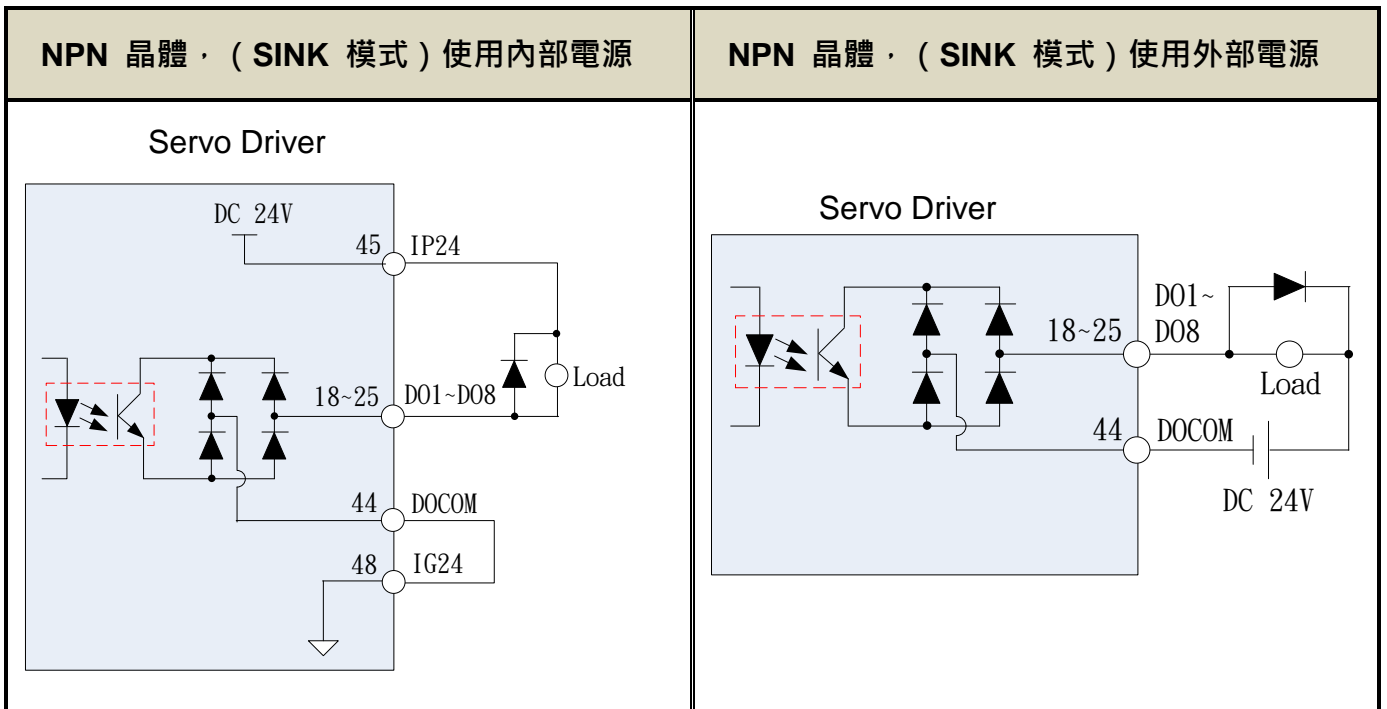 NPN 晶體，（SINK 模式）使用內部電源
NPN 晶體，（SINK 模式）使用外部電源
Servo Driver
DC 24V
45
IP24
Load
18~25
DO1~DO8
44
DOCOM
48
IG24
Servo Driver
DO1~
DO8
18~25
Load
44
DOCOM
DC 24V